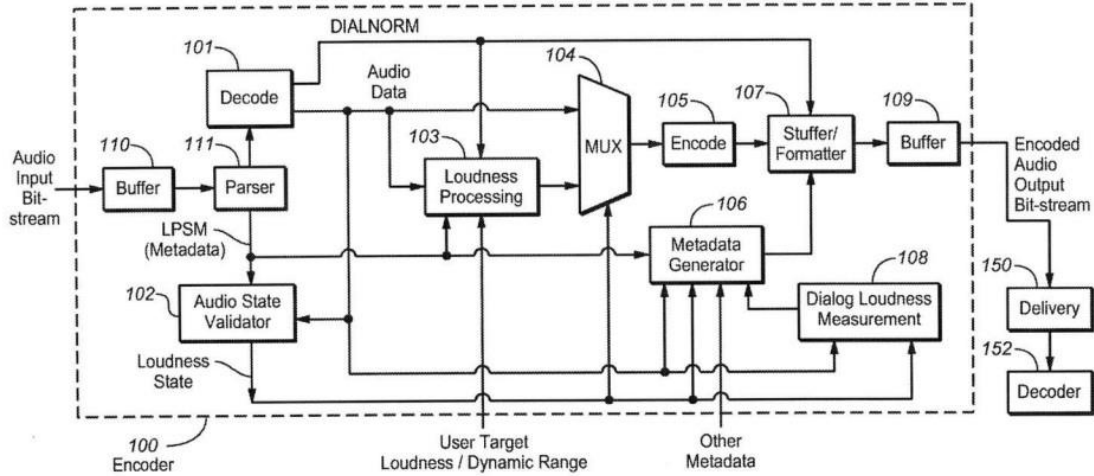 DIALNORM
101
Decode
Audio
Data
104
MUX
105
Encode
107
Stuffer/
Formatter
109
Buffer
Encoded
Audio
Output
Bit-stream
Audio
Input
Bit-
stream
110
Buffer
111
Parser
103
Loudness
Processing
LPSM
(Metadata)
106
Metadata
Generator
102
Audio State
Validator
108
Dialog Loudness
Measurement
150
Delivery
152
Decoder
Loudness
State
100
Encoder
User Target
Loudness / Dynamic Range
Other
Metadata